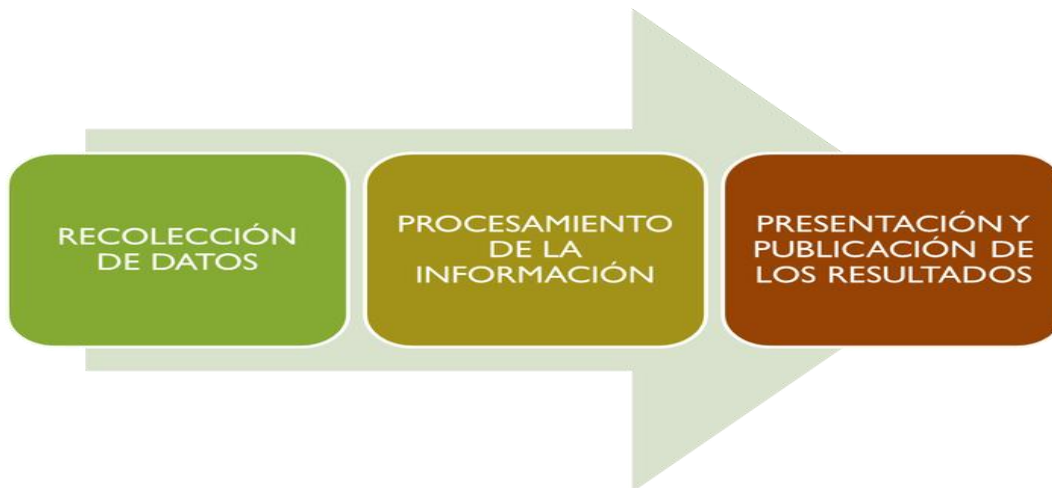 RECOLECCIÓN
DE DATOS
PROCESAMIENTO
DE LA
INFORMACIÓN
PRESENTACIÓN Y
PUBLICACIÓN DE
LOS RESULTADOS